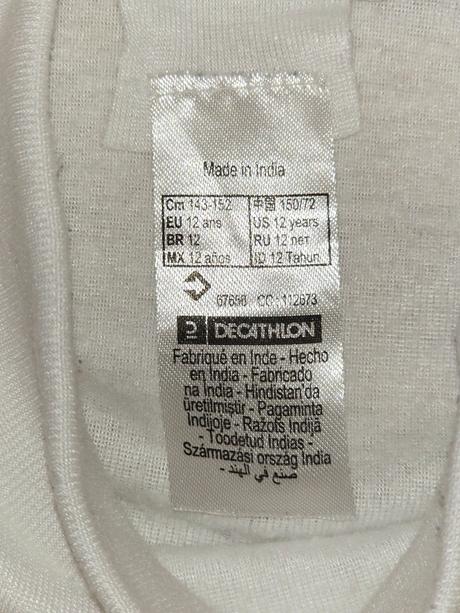 Made in India
Cm 143-152 中国 150/72
EU 12 ans US 12 years
BR 12 RU 12 лет
MX 12 años ID 12 Tahun
67656 CC: 112673
DECATHLON
Fabriqué en Inde - Hecho
en India - Fabricado
na India - Hindistan'da
üretilmiştir - Pagaminta
Indijoje - Ražots Indijā
- Toodetud Indias -
Származási ország India
صنع في الهند -